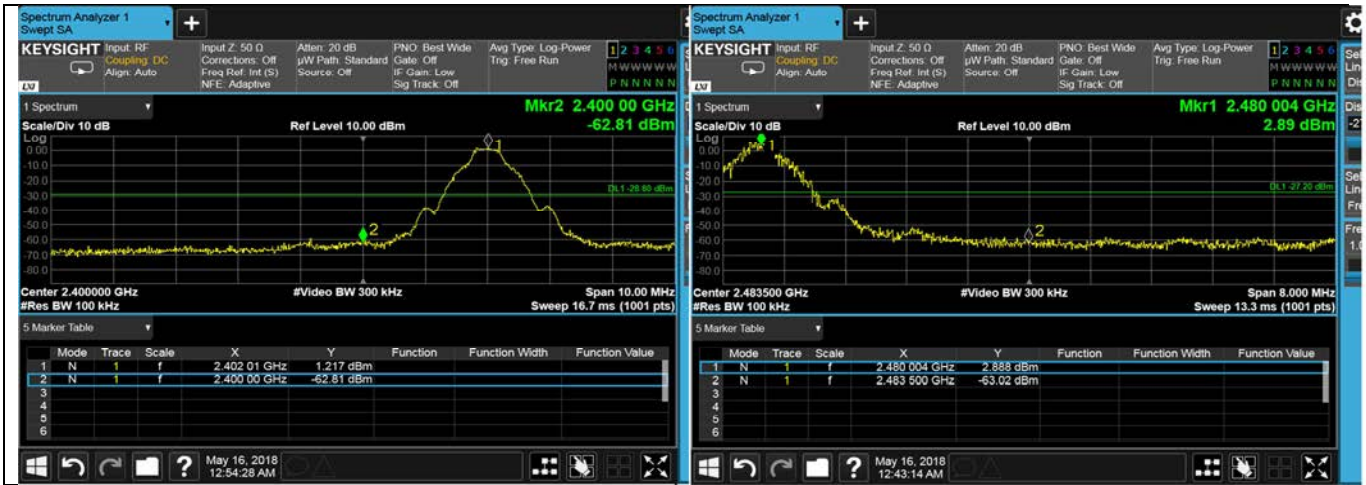 Spectrum Analyzer 1
Swept SA
KEYSIGHT
LXI
Input: RF
Coupling: DC
Align: Auto
Input Z: 50 Ω
Corrections: Off
Freq Ref: Int (S)
NFE: Adaptive
Atten: 20 dB
µW Path: Standard
Source: Off
PNO: Best Wide
Gate: Off
IF Gain: Low
Sig Track: Off
Avg Type: Log-Power
Trig: Free Run
1 2 3 4 5 6
M W W W W W
P N N N N N
1 Spectrum
Mkr2 2.400 00 GHz
Scale/Div 10 dB
Ref Level 10.00 dBm
-62.81 dBm
Log
0.00
-10.0
-20.0
-30.0
-40.0
-50.0
-60.0
-70.0
-80.0
1
DL1 -28.80 dBm
2
Center 2.400000 GHz
#Video BW 300 kHz
Span 10.00 MHz
#Res BW 100 kHz
Sweep 16.7 ms (1001 pts)
5 Marker Table
Mode Trace Scale X Y Function Function Width Function Value
1 N 1 f 2.402 01 GHz 1.217 dBm
2 N 1 f 2.400 00 GHz -62.81 dBm
3
4
5
6
?
May 16, 2018
12:54:28 AM
Spectrum Analyzer 1
Swept SA
KEYSIGHT
LXI
Input: RF
Coupling: DC
Align: Auto
Input Z: 50 Ω
Corrections: Off
Freq Ref: Int (S)
NFE: Adaptive
Atten: 20 dB
µW Path: Standard
Source: Off
PNO: Best Wide
Gate: Off
IF Gain: Low
Sig Track: Off
Avg Type: Log-Power
Trig: Free Run
1 2 3 4 5 6
M W W W W W
P N N N N N
1 Spectrum
Mkr1 2.480 004 GHz
Scale/Div 10 dB
Ref Level 10.00 dBm
2.89 dBm
Log
0.00
-10.0
-20.0
-30.0
-40.0
-50.0
-60.0
-70.0
-80.0
1
DL1 -27.20 dBm
2
Center 2.483500 GHz
#Video BW 300 kHz
Span 8.000 MHz
#Res BW 100 kHz
Sweep 13.3 ms (1001 pts)
5 Marker Table
Mode Trace Scale X Y Function Function Width Function Value
1 N 1 f 2.480 004 GHz 2.888 dBm
2 N 1 f 2.483 500 GHz -63.02 dBm
3
4
5
6
?
May 16, 2018
12:43:14 AM